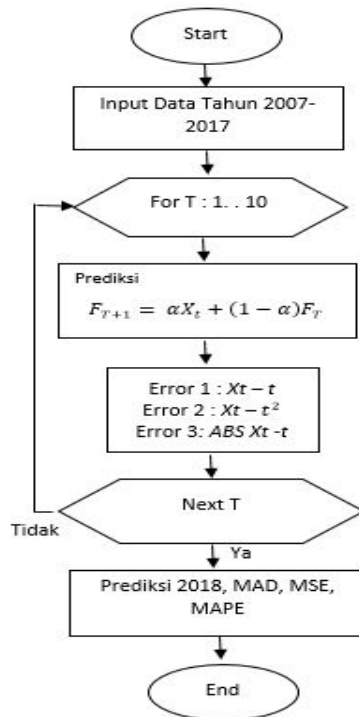 Start
Input Data Tahun 2007-
2017
For T : 1. . 10
Prediksi
F_{T+1} = αX_t + (1 − α)F_T
Error 1 : Xt – t
Error 2 : Xt – t²
Error 3: ABS Xt -t
Next T
Tidak
Ya
Prediksi 2018, MAD, MSE,
MAPE
End